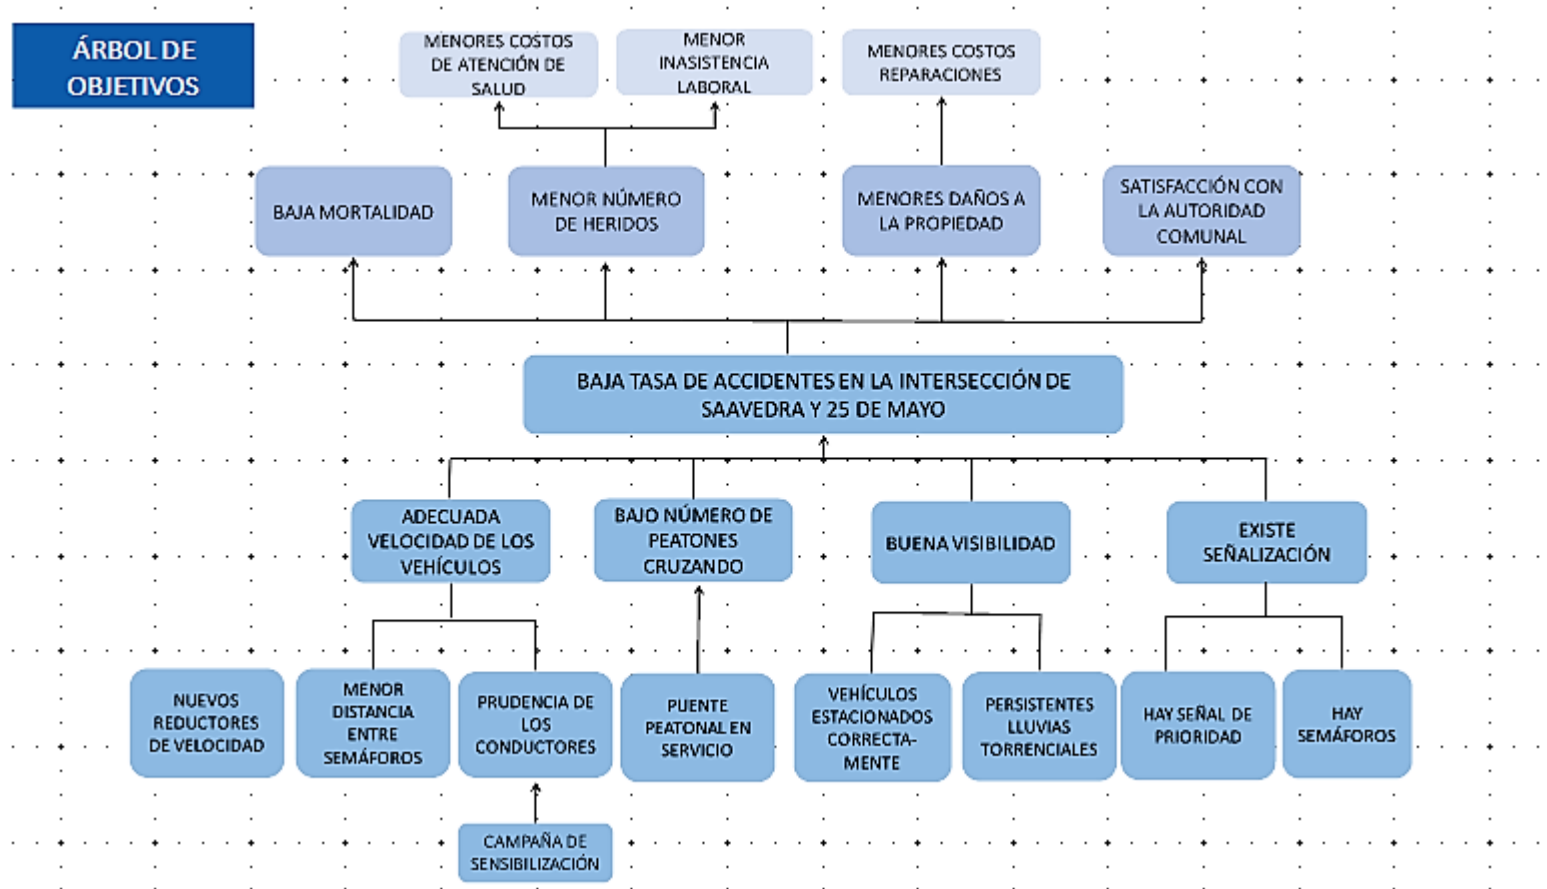 ÁRBOL DE
OBJETIVOS
MENORES COSTOS
DE ATENCIÓN DE
SALUD
MENOR
INASISTENCIA
LABORAL
MENORES COSTOS
REPARACIONES
BAJA MORTALIDAD
MENOR NÚMERO
DE HERIDOS
MENORES DAÑOS A
LA PROPIEDAD
SATISFACCIÓN CON
LA AUTORIDAD
COMUNAL
BAJA TASA DE ACCIDENTES EN LA INTERSECCIÓN DE
SAAVEDRA Y 25 DE MAYO
ADECUADA
VELOCIDAD DE LOS
VEHÍCULOS
BAJO NÚMERO DE
PEATONES
CRUZANDO
BUENA VISIBILIDAD
EXISTE
SEÑALIZACIÓN
NUEVOS
REDUCTORES
DE VELOCIDAD
MENOR
DISTANCIA
ENTRE
SEMÁFOROS
PRUDENCIA DE
LOS
CONDUCTORES
PUENTE
PEATONAL EN
SERVICIO
VEHÍCULOS
ESTACIONADOS
CORRECTA-
MENTE
PERSISTENTES
LLUVIAS
TORRENCIALES
HAY SEÑAL DE
PRIORIDAD
HAY
SEMÁFOROS
CAMPAÑA DE
SENSIBILIZACIÓN